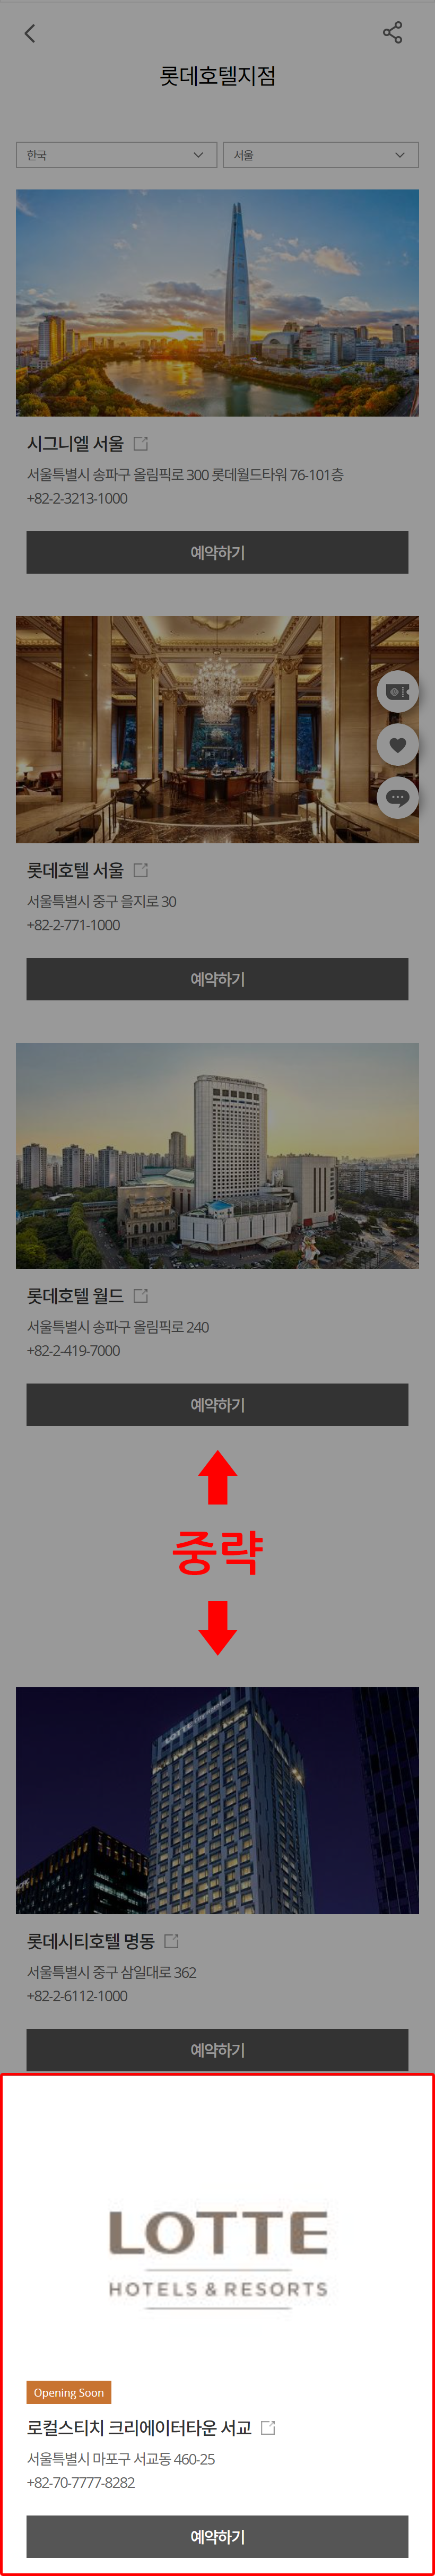 롯데호텔지점
한국
서울
시그니엘 서울
서울특별시 송파구 올림픽로 300 롯데월드타워 76-101층
+82-2-3213-1000
예약하기
롯데호텔 서울
서울특별시 중구 을지로 30
+82-2-771-1000
예약하기
롯데호텔 월드
서울특별시 송파구 올림픽로 240
+82-2-419-7000
예약하기
중략
롯데시티호텔 명동
서울특별시 중구 삼일대로 362
+82-2-6112-1000
예약하기
LOTTE
HOTELS & RESORTS
Opening Soon
로컬스티치 크리에이터타운 서교
서울특별시 마포구 서교동 460-25
+82-70-7777-8282
예약하기